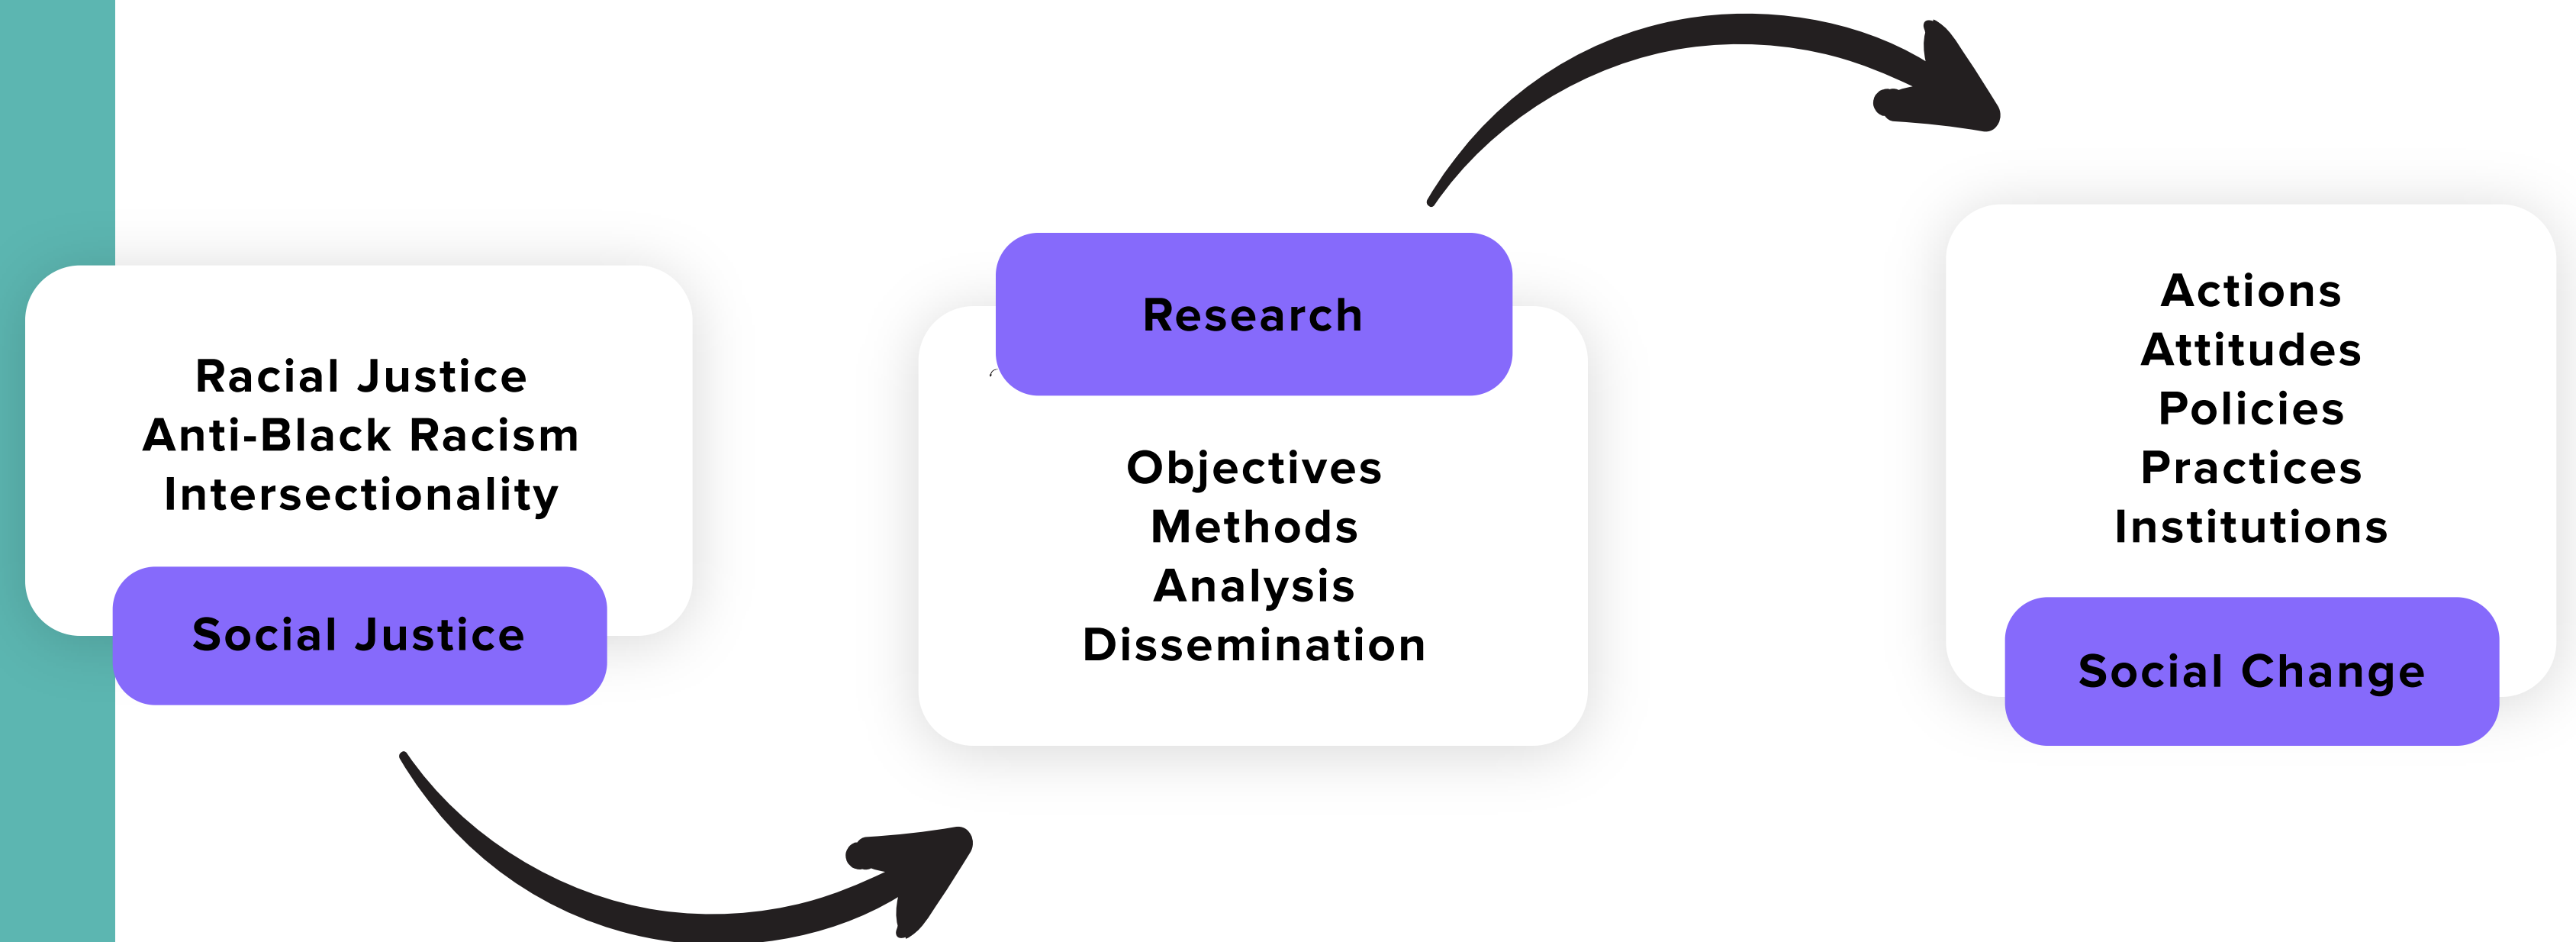 Racial Justice
Anti-Black Racism
Intersectionality
Social Justice
Research
Objectives
Methods
Analysis
Dissemination
Actions
Attitudes
Policies
Practices
Institutions
Social Change